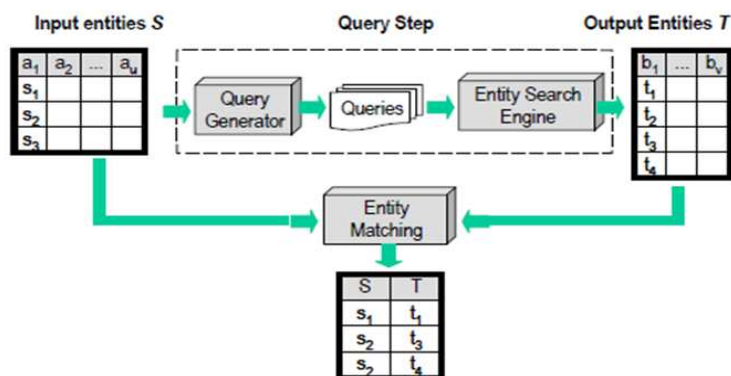 Input entities S Query Step Output Entities T
a1 a2 ... au
s1
s2
s3
Query
Generator
Queries
Entity Search
Engine
b1 ... bv
t1
t2
t3
t4
Entity
Matching
S T
s1 t1
s2 t3
s2 t4